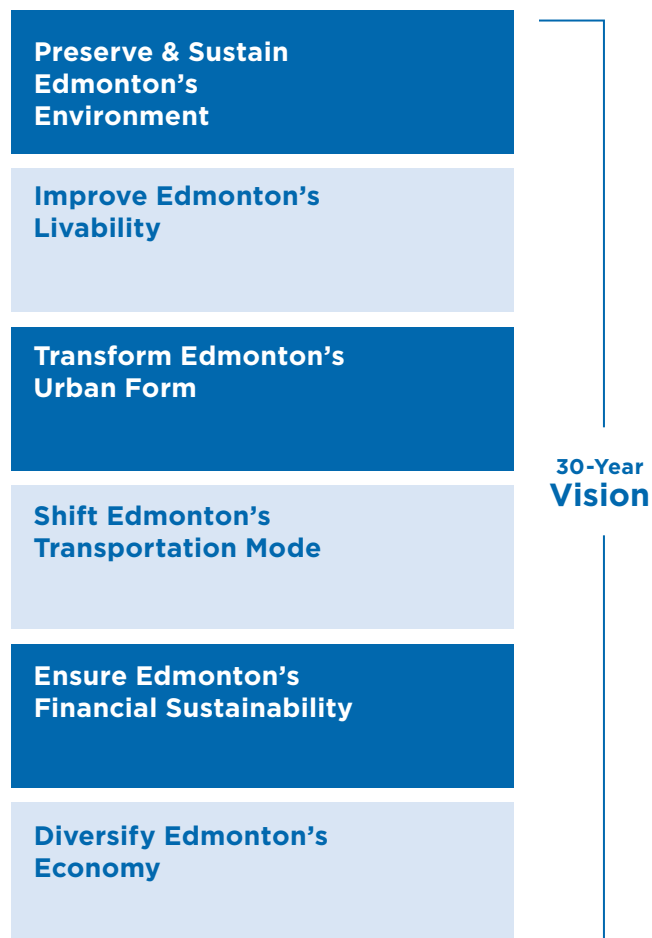 Preserve & Sustain
Edmonton’s
Environment
Improve Edmonton’s
Livability
Transform Edmonton’s
Urban Form
Shift Edmonton’s
Transportation Mode
Ensure Edmonton’s
Financial Sustainability
Diversify Edmonton’s
Economy
30-Year
Vision